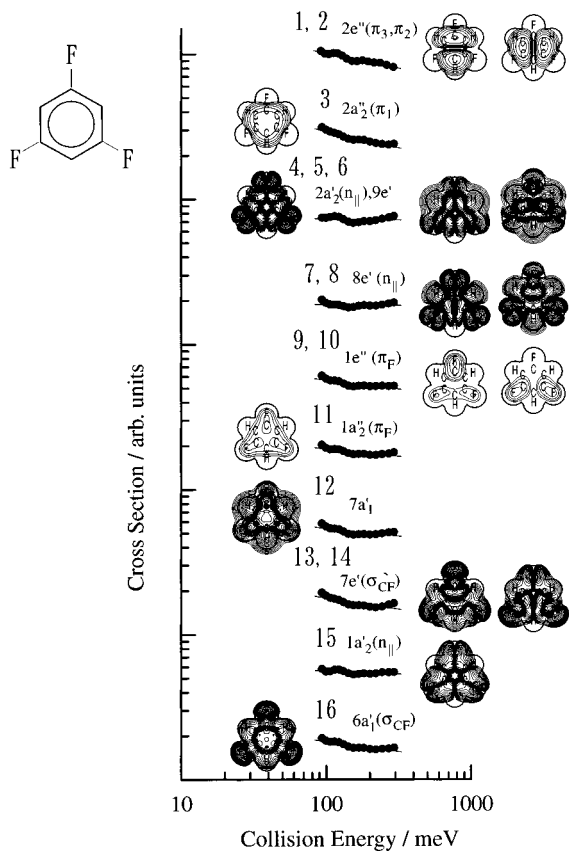 F
F
F
1, 2 2e"(π3,π2)
3 2a"2(π1)
4, 5, 6
2a'2(n||),9e'
7, 8 8e'(n||)
9, 10
1e"(πF)
11
1a"2(πF)
12
7a'1
13, 14
7e'(σCF)
15 1a'2(n||)
16 6a'1(σCF)
Cross Section / arb. units
10 100 1000
Collision Energy / meV